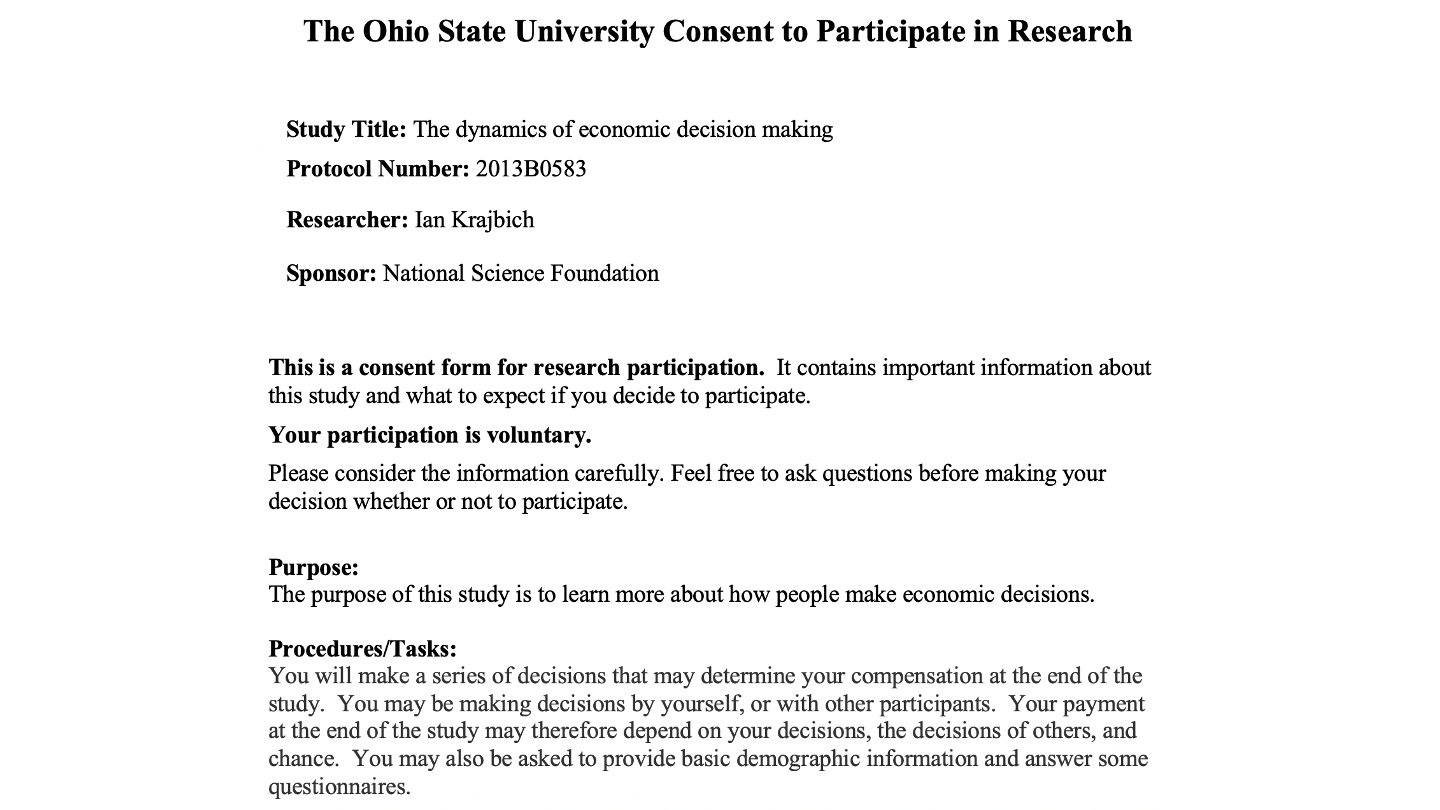 The Ohio State University Consent to Participate in Research
Study Title: The dynamics of economic decision making
Protocol Number: 2013B0583
Researcher: Ian Krajbich
Sponsor: National Science Foundation
This is a consent form for research participation.  It contains important information about
this study and what to expect if you decide to participate.
Your participation is voluntary.
Please consider the information carefully. Feel free to ask questions before making your
decision whether or not to participate.
Purpose:
The purpose of this study is to learn more about how people make economic decisions.
Procedures/Tasks:
You will make a series of decisions that may determine your compensation at the end of the
study.  You may be making decisions by yourself, or with other participants.  Your payment
at the end of the study may therefore depend on your decisions, the decisions of others, and
chance.  You may also be asked to provide basic demographic information and answer some
questionnaires.